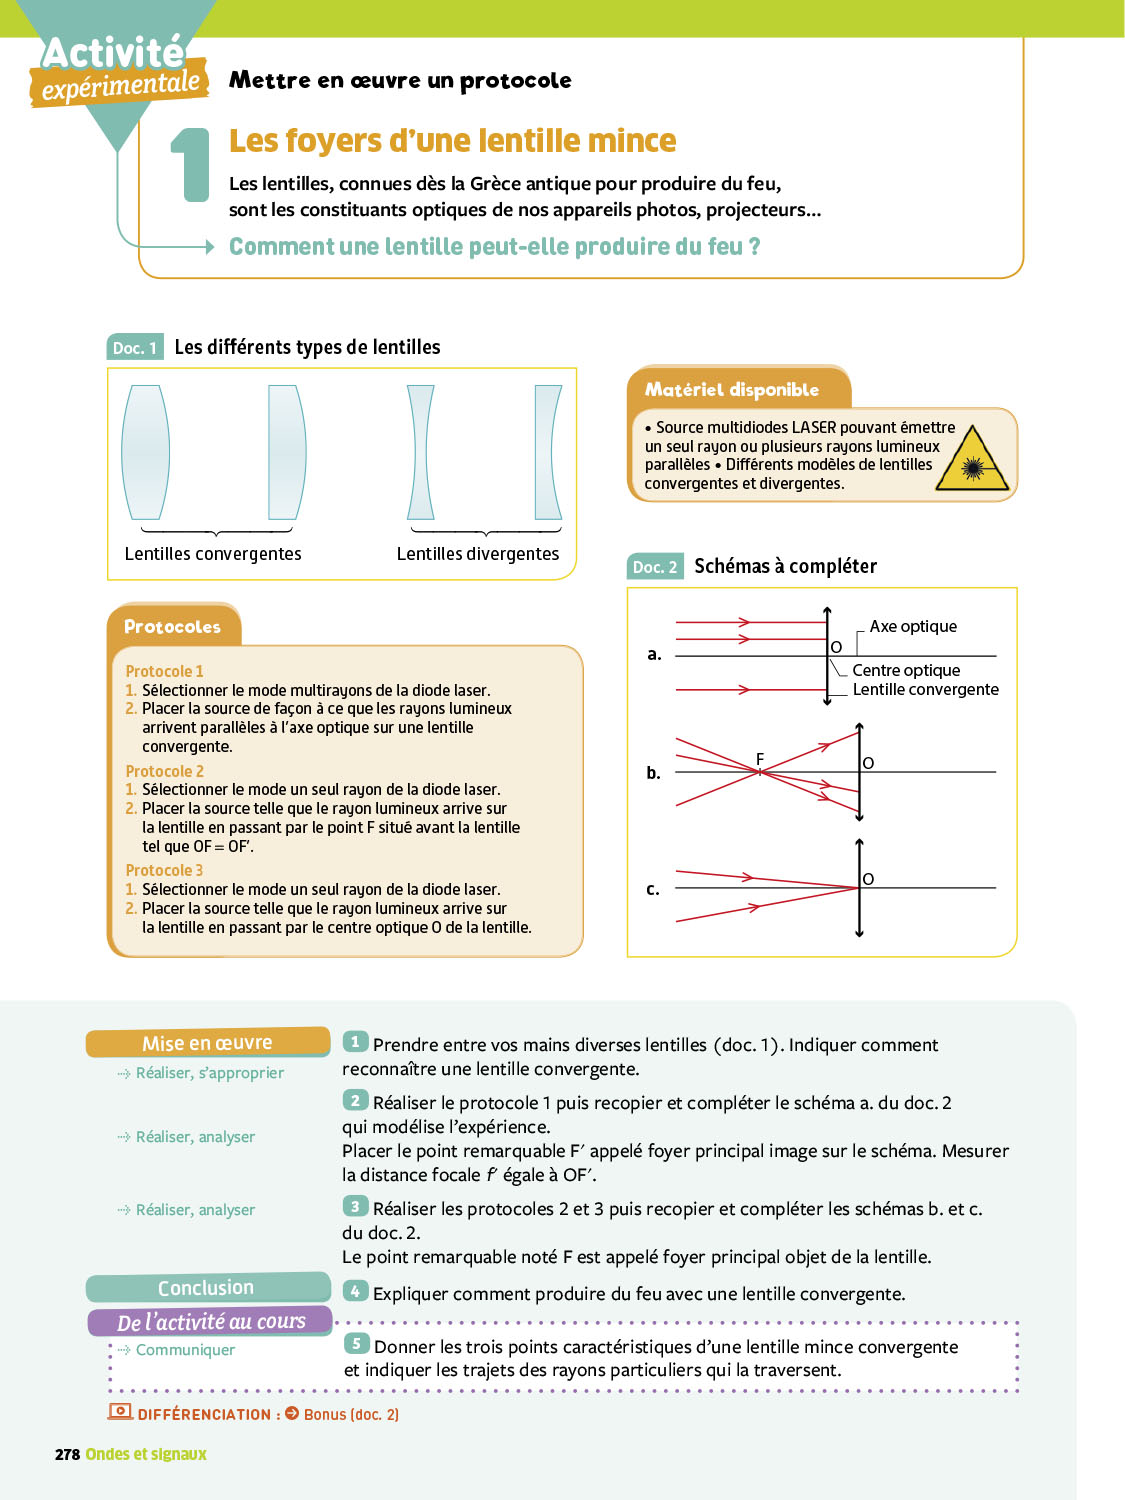 Activité
expérimentale
Mettre en œuvre un protocole
1
Les foyers d’une lentille mince
Les lentilles, connues dès la Grèce antique pour produire du feu,
sont les constituants optiques de nos appareils photos, projecteurs...
Comment une lentille peut-elle produire du feu ?
Doc. 1 Les différents types de lentilles
Lentilles convergentes
Lentilles divergentes
Protocoles
Protocole 1
1. Sélectionner le mode multirayons de la diode laser.
2. Placer la source de façon à ce que les rayons lumineux
arrivent parallèles à l’axe optique sur une lentille
convergente.
Protocole 2
1. Sélectionner le mode un seul rayon de la diode laser.
2. Placer la source telle que le rayon lumineux arrive sur
la lentille en passant par le point F situé avant la lentille
tel que OF = OF′.
Protocole 3
1. Sélectionner le mode un seul rayon de la diode laser.
2. Placer la source telle que le rayon lumineux arrive sur
la lentille en passant par le centre optique O de la lentille.
Matériel disponible
• Source multidiodes LASER pouvant émettre
un seul rayon ou plusieurs rayons lumineux
parallèles • Différents modèles de lentilles
convergentes et divergentes.
Doc. 2 Schémas à compléter
a.
O
Axe optique
Centre optique
Lentille convergente
b.
F
O
c.
O
Mise en œuvre
Réaliser, s’approprier
1 Prendre entre vos mains diverses lentilles (doc. 1). Indiquer comment
reconnaître une lentille convergente.
Réaliser, analyser
2 Réaliser le protocole 1 puis recopier et compléter le schéma a. du doc. 2
qui modélise l’expérience.
Placer le point remarquable F′ appelé foyer principal image sur le schéma. Mesurer
la distance focale f′ égale à OF′.
Réaliser, analyser
3 Réaliser les protocoles 2 et 3 puis recopier et compléter les schémas b. et c.
du doc. 2.
Le point remarquable noté F est appelé foyer principal objet de la lentille.
Conclusion
4 Expliquer comment produire du feu avec une lentille convergente.
De l’activité au cours
Communiquer
5 Donner les trois points caractéristiques d’une lentille mince convergente
et indiquer les trajets des rayons particuliers qui la traversent.
DIFFÉRENCIATION : Bonus (doc. 2)
278 Ondes et signaux